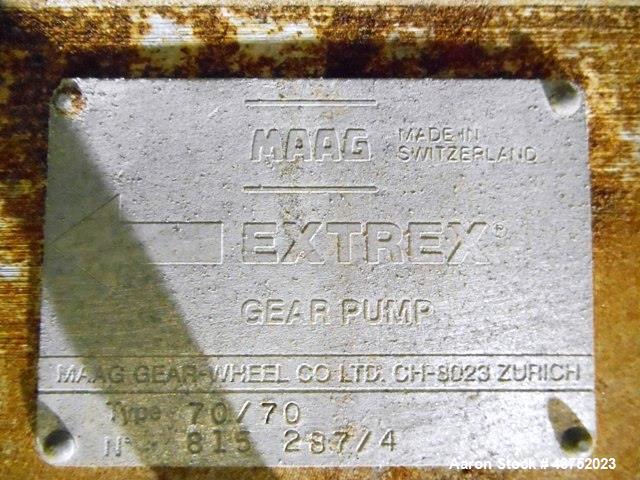 MAAG MADE IN
SWITZERLAND
EXTREX®
GEAR PUMP
MAAG GEAR-WHEEL CO LTD. CH-8023 ZURICH
Type 70/70
N° 815 287/4
Aaron Stock # 43752023